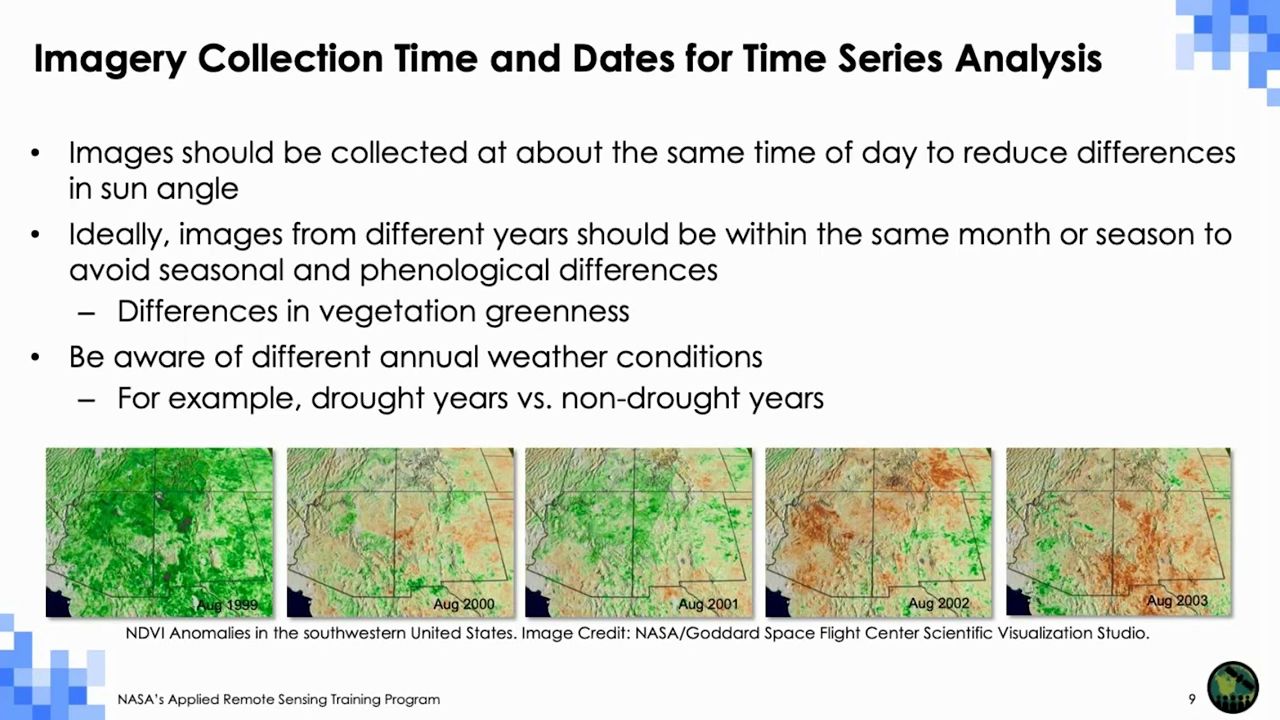 Imagery Collection Time and Dates for Time Series Analysis
• Images should be collected at about the same time of day to reduce differences
in sun angle
• Ideally, images from different years should be within the same month or season to
avoid seasonal and phenological differences
– Differences in vegetation greenness
• Be aware of different annual weather conditions
– For example, drought years vs. non-drought years
Aug 1999
Aug 2000
Aug 2001
Aug 2002
Aug 2003
NDVI Anomalies in the southwestern United States. Image Credit: NASA/Goddard Space Flight Center Scientific Visualization Studio.
NASA's Applied Remote Sensing Training Program
9